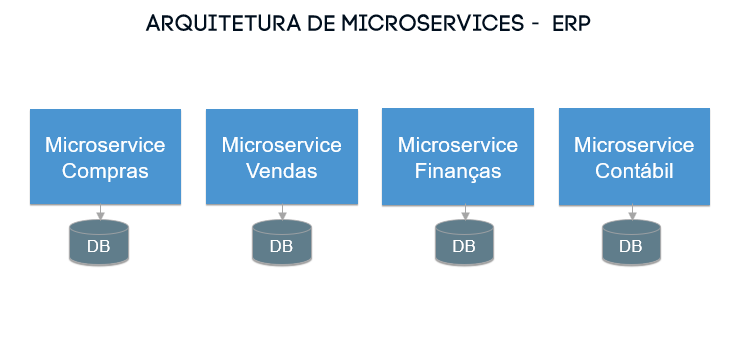 ARQUITETURA DE MICROSERVICES - ERP
Microservice
Compras
Microservice
Vendas
Microservice
Finanças
Microservice
Contábil
DB
DB
DB
DB